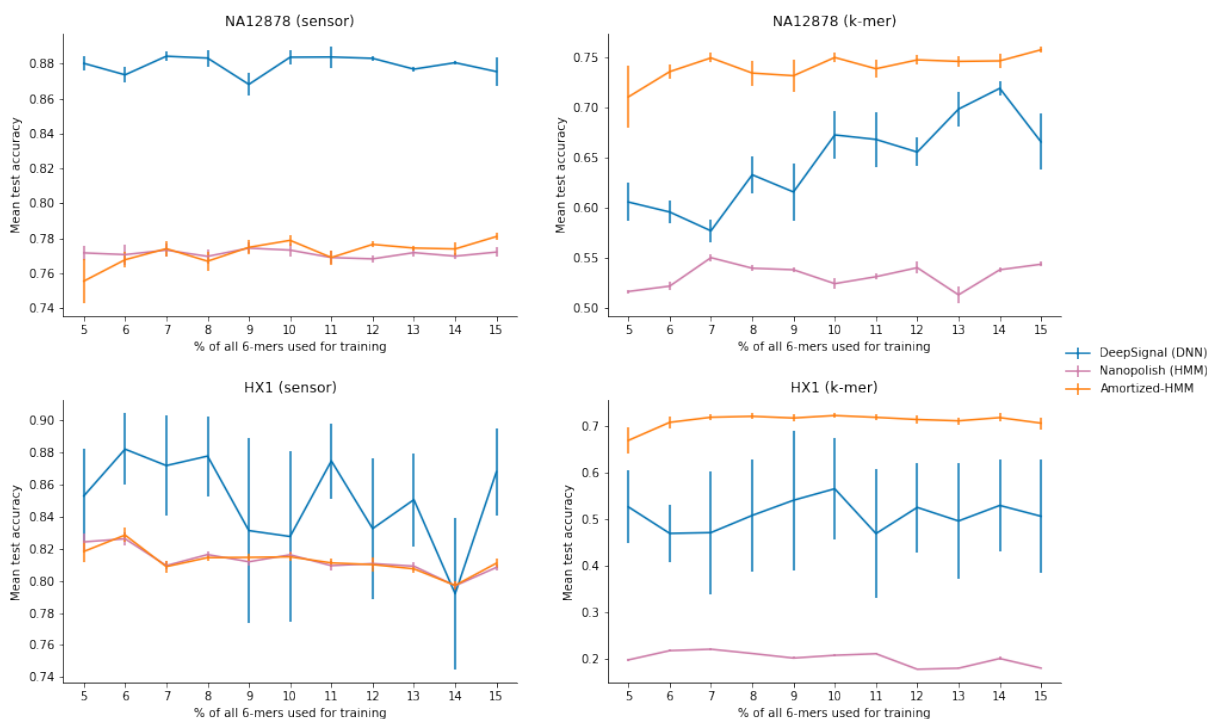 NA12878 (sensor)
Mean test accuracy
0.88
0.86
0.84
0.82
0.80
0.78
0.76
0.74
5 6 7 8 9 10 11 12 13 14 15
% of all 6-mers used for training
NA12878 (k-mer)
Mean test accuracy
0.75
0.70
0.65
0.60
0.55
0.50
5 6 7 8 9 10 11 12 13 14 15
% of all 6-mers used for training
HX1 (sensor)
Mean test accuracy
0.90
0.88
0.86
0.84
0.82
0.80
0.78
0.76
0.74
5 6 7 8 9 10 11 12 13 14 15
% of all 6-mers used for training
HX1 (k-mer)
Mean test accuracy
0.7
0.6
0.5
0.4
0.3
0.2
5 6 7 8 9 10 11 12 13 14 15
% of all 6-mers used for training
DeepSignal (DNN)
Nanopolish (HMM)
Amortized-HMM